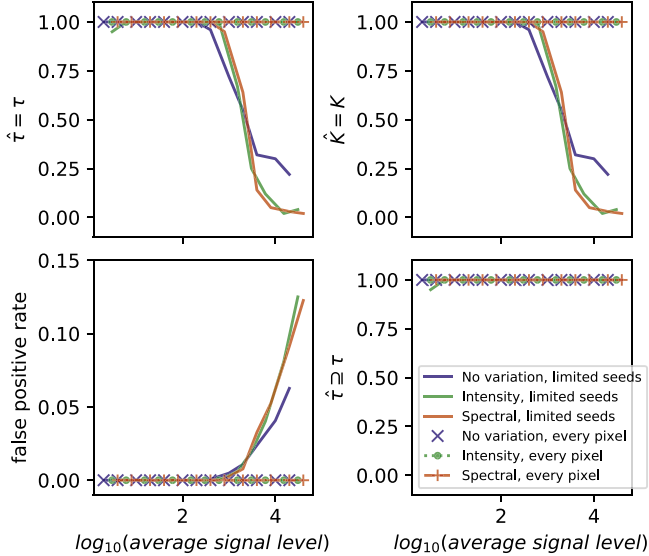 1.00
0.75
0.50
0.25
0.00
τ̂ = τ
1.00
0.75
0.50
0.25
0.00
K̂ = K
0.15
0.10
0.05
0.00
false positive rate
2
4
log₁₀(average signal level)
1.00
0.75
0.50
0.25
0.00
τ̂ ⊇ τ
No variation, limited seeds
Intensity, limited seeds
Spectral, limited seeds
No variation, every pixel
Intensity, every pixel
Spectral, every pixel
2
4
log₁₀(average signal level)